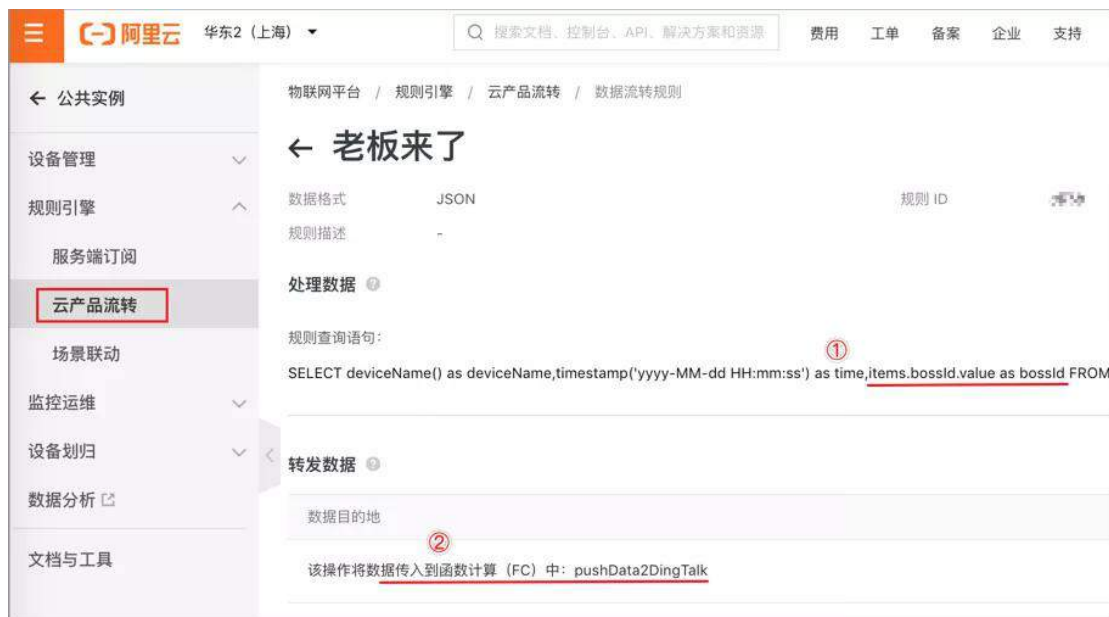 阿里云 华东2（上海） 搜索文档、控制台、API、解决方案和资源 费用 工单 备案 企业 支持
公共实例
物联网平台 / 规则引擎 / 云产品流转 / 数据流转规则
老板来了
设备管理
数据格式 JSON 规则 ID
规则引擎
规则描述 -
服务端订阅
处理数据
云产品流转
规则查询语句：
①
场景联动
SELECT deviceName() as deviceName,timestamp('yyyy-MM-dd HH:mm:ss') as time,items.bossId.value as bossId FROM
监控运维
设备划归
转发数据
数据分析
数据目的地
②
文档与工具
该操作将数据传入到函数计算（FC）中：pushData2DingTalk